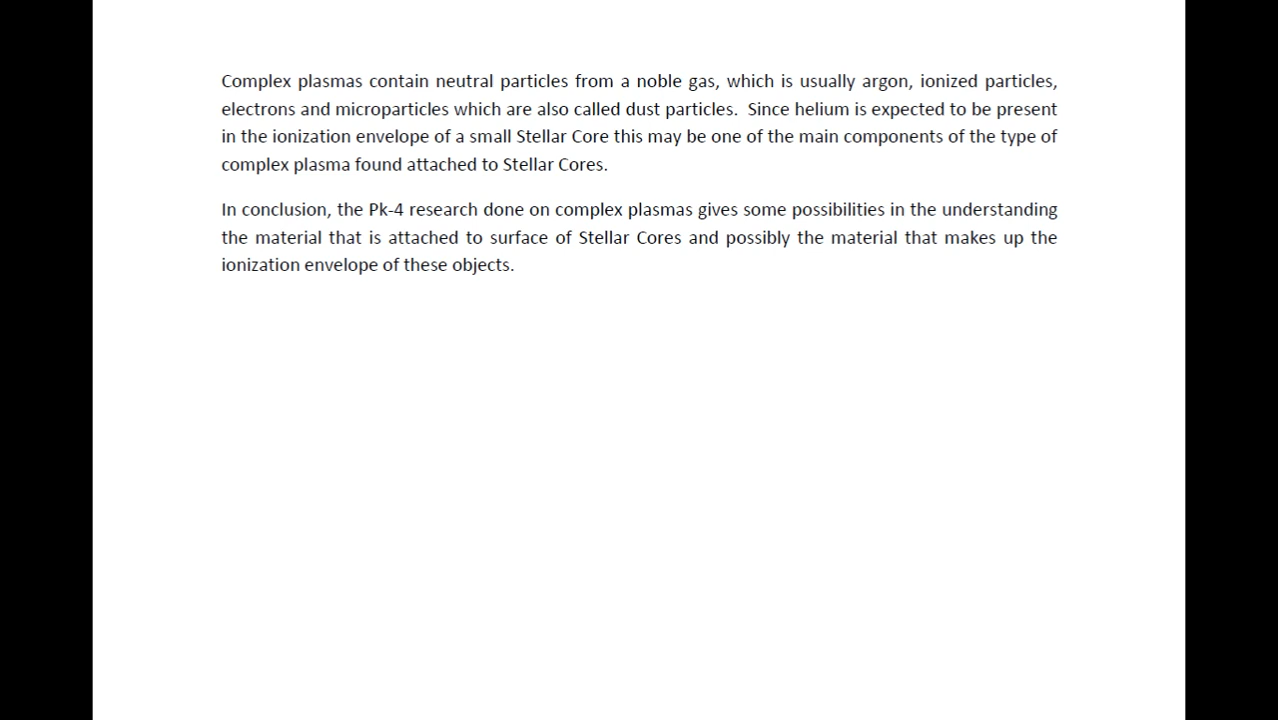 Complex plasmas contain neutral particles from a noble gas, which is usually argon, ionized particles,
electrons and microparticles which are also called dust particles.  Since helium is expected to be present
in the ionization envelope of a small Stellar Core this may be one of the main components of the type of
complex plasma found attached to Stellar Cores.
In conclusion, the Pk-4 research done on complex plasmas gives some possibilities in the understanding
the material that is attached to surface of Stellar Cores and possibly the material that makes up the
ionization envelope of these objects.